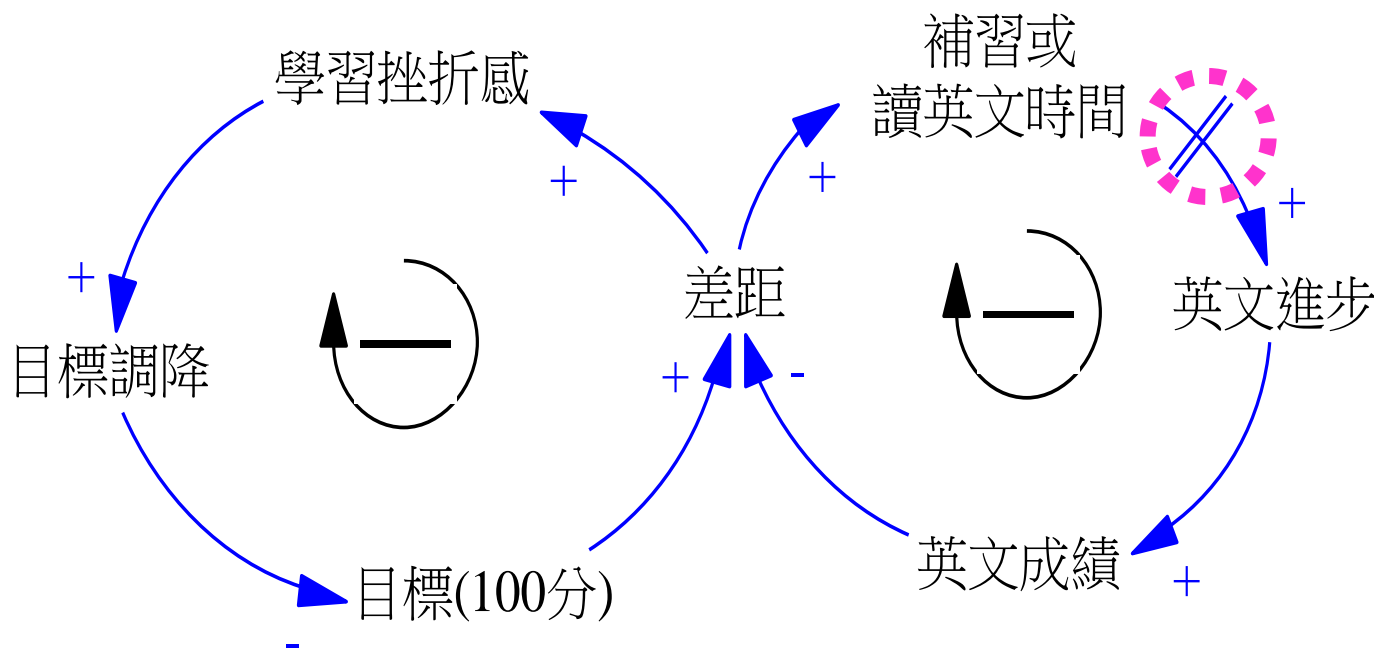 學習挫折感
補習或
讀英文時間
+
+
+
+
差距
英文進步
目標調降
+
-
英文成績
+
目標(100分)
-